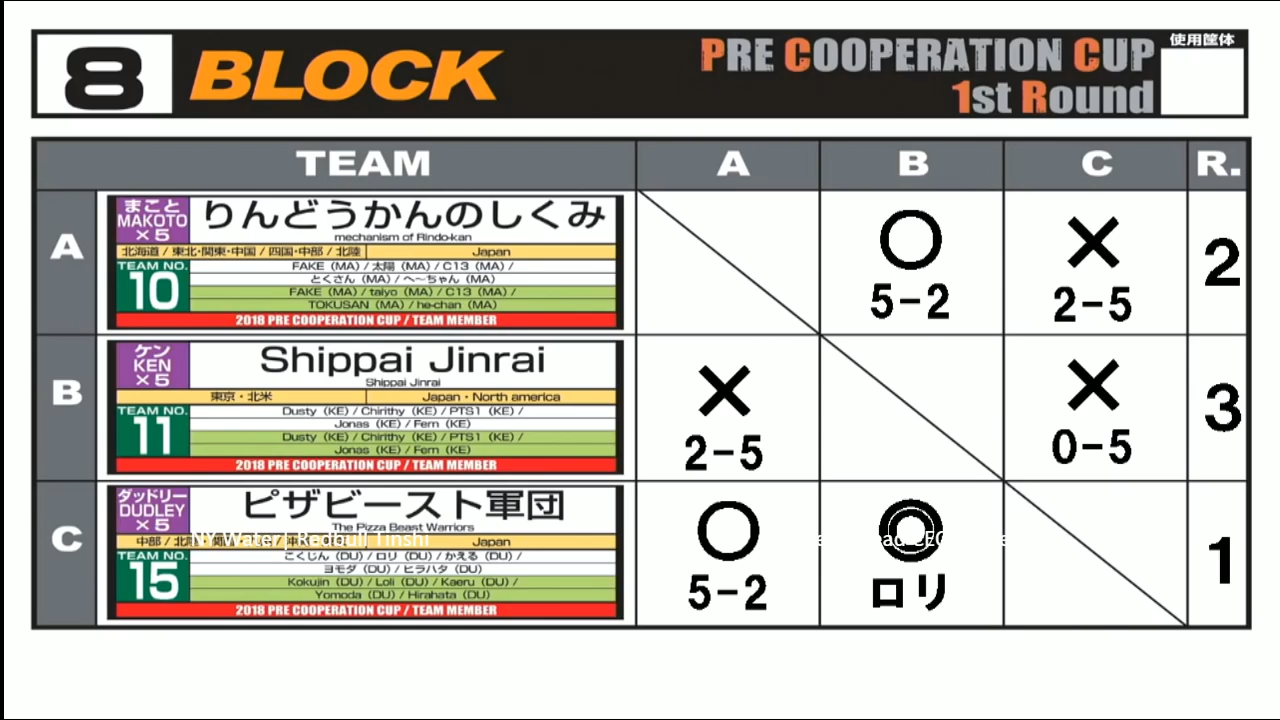 8 BLOCK
PRE COOPERATION CUP
1st Round
使用筐体
TEAM A B C R.
A
まこと
MAKOTO
×5
りんどうかんのしくみ
mechanism of Rindo-kan
北海道 / 東北・関東・中国 / 四国・中部 / 北陸
Japan
TEAM NO.
10
FAKE (MA) / 太陽 (MA) / C13 (MA) /
とくさん (MA) / へ～ちゃん (MA)
FAKE (MA) / taiyo (MA) / C13 (MA) /
TOKUSAN (MA) / he-chan (MA)
2018 PRE COOPERATION CUP / TEAM MEMBER
○ ×
5-2 2-5
2
B
ケン
KEN
×5
Shippai Jinrai
Shippai Jinrai
東京・北米
Japan・North america
TEAM NO.
11
Dusty (KE) / Chirithy (KE) / PTS1 (KE) /
Jonas (KE) / Fern (KE)
Dusty (KE) / Chirithy (KE) / PTS1 (KE) /
Jonas (KE) / Fern (KE)
2018 PRE COOPERATION CUP / TEAM MEMBER
× ×
2-5 0-5
3
C
ダッドリー
DUDLEY
×5
ピザビースト軍団
The Pizza Beast Warriors
中部 / 北
Japan
NY Water| Redbull Tinshi
TEAM NO.
15
こくじん (DU) / ロリ (DU) / かえる (DU) /
ヨモダ (DU) / ヒラハタ (DU)
Kokujin (DU) / Loli (DU) / Kaeru (DU) /
Yomoda (DU) / Hirahata (DU)
2018 PRE COOPERATION CUP / TEAM MEMBER
○ ◎
5-2 ロリ
1